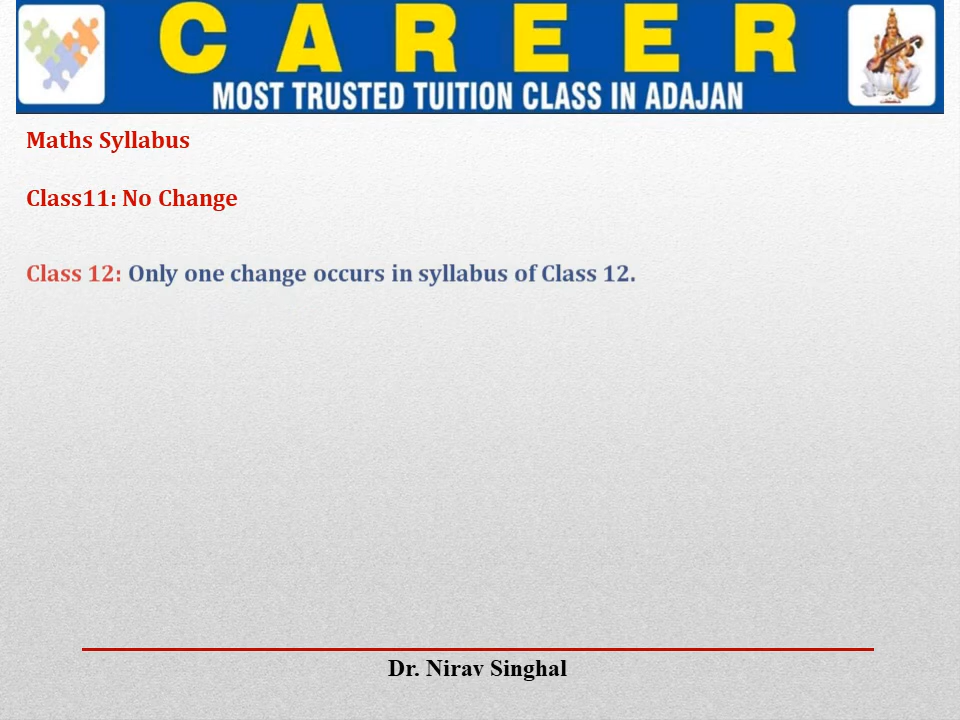 CAREER
MOST TRUSTED TUITION CLASS IN ADAJAN
Maths Syllabus
Class11: No Change
Class 12: Only one change occurs in syllabus of Class 12.
Dr. Nirav Singhal